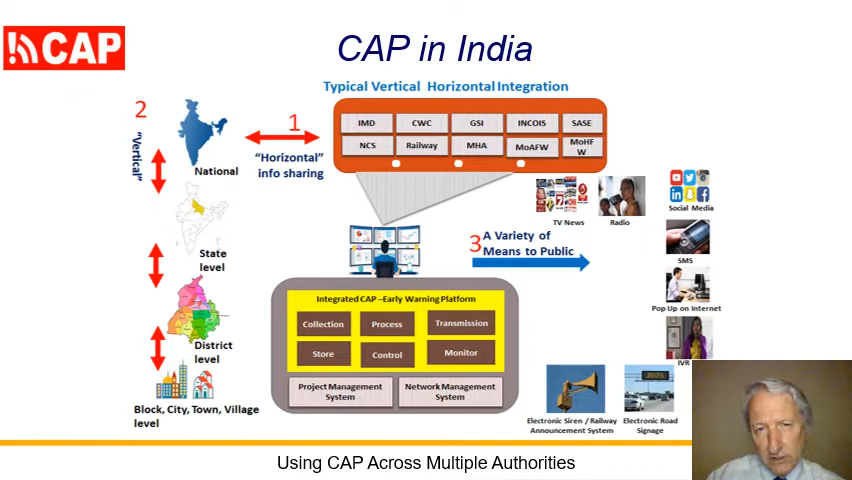 CAP
CAP in India
Typical Vertical Horizontal Integration
2
"Vertical"
National
1
"Horizontal"
info sharing
IMD
CWC
GSI
INCOIS
SASE
NCS
Railway
MHA
MoAFW
MoHF
W
State
level
District
level
Block, City, Town, Village
level
3
A Variety of
Means to Public
TV News
Radio
Social Media
SMS
Pop Up on Internet
IVR
Electronic Siren / Railway
Announcement System
Electronic Road
Signage
Integrated CAP –Early Warning Platform
Collection
Process
Transmission
Store
Control
Monitor
Project Management
System
Network Management
System
Using CAP Across Multiple Authorities